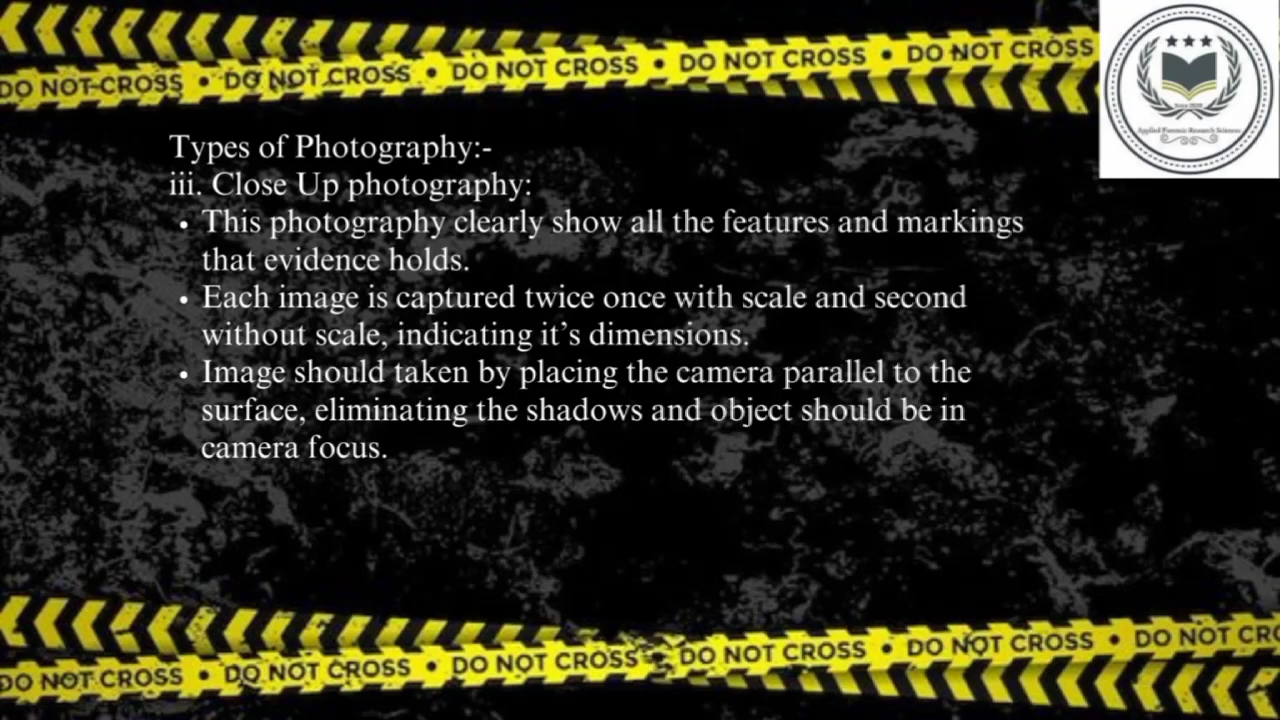 DO NOT CROSS • DO NOT CROSS • DO NOT CROSS • DO NOT CROSS • DO NOT CROSS
Since 2020
Applied Forensic Research Sciences
Types of Photography:-
iii. Close Up photography:
• This photography clearly show all the features and markings
that evidence holds.
• Each image is captured twice once with scale and second
without scale, indicating it’s dimensions.
• Image should taken by placing the camera parallel to the
surface, eliminating the shadows and object should be in
camera focus.
DO NOT CROSS • DO NOT CROSS • DO NOT CROSS • DO NOT CROSS • DO NOT CROSS • DO NOT CRO